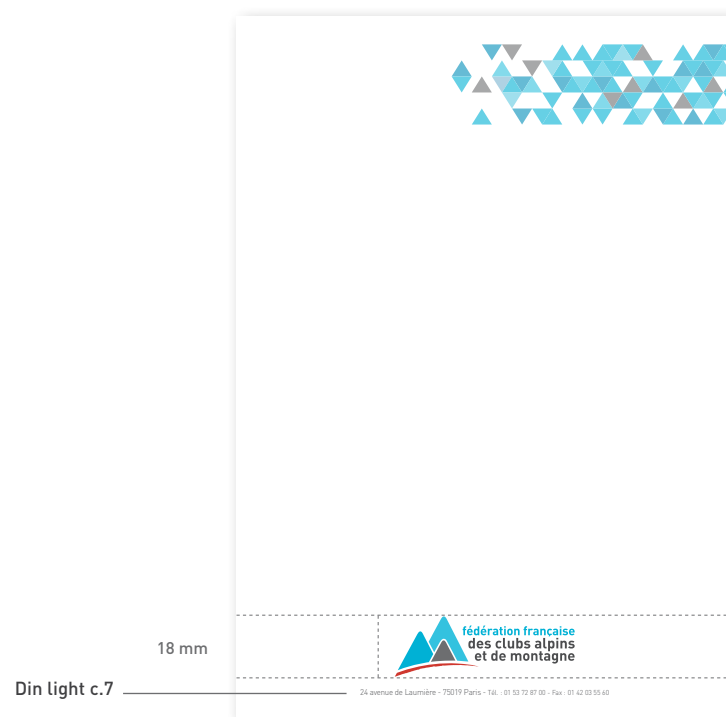 fédération française
des clubs alpins
et de montagne
18 mm
Din light c.7
24 avenue de Laumière - 75019 Paris - Tél. : 01 53 72 87 00 - Fax : 01 42 03 55 60